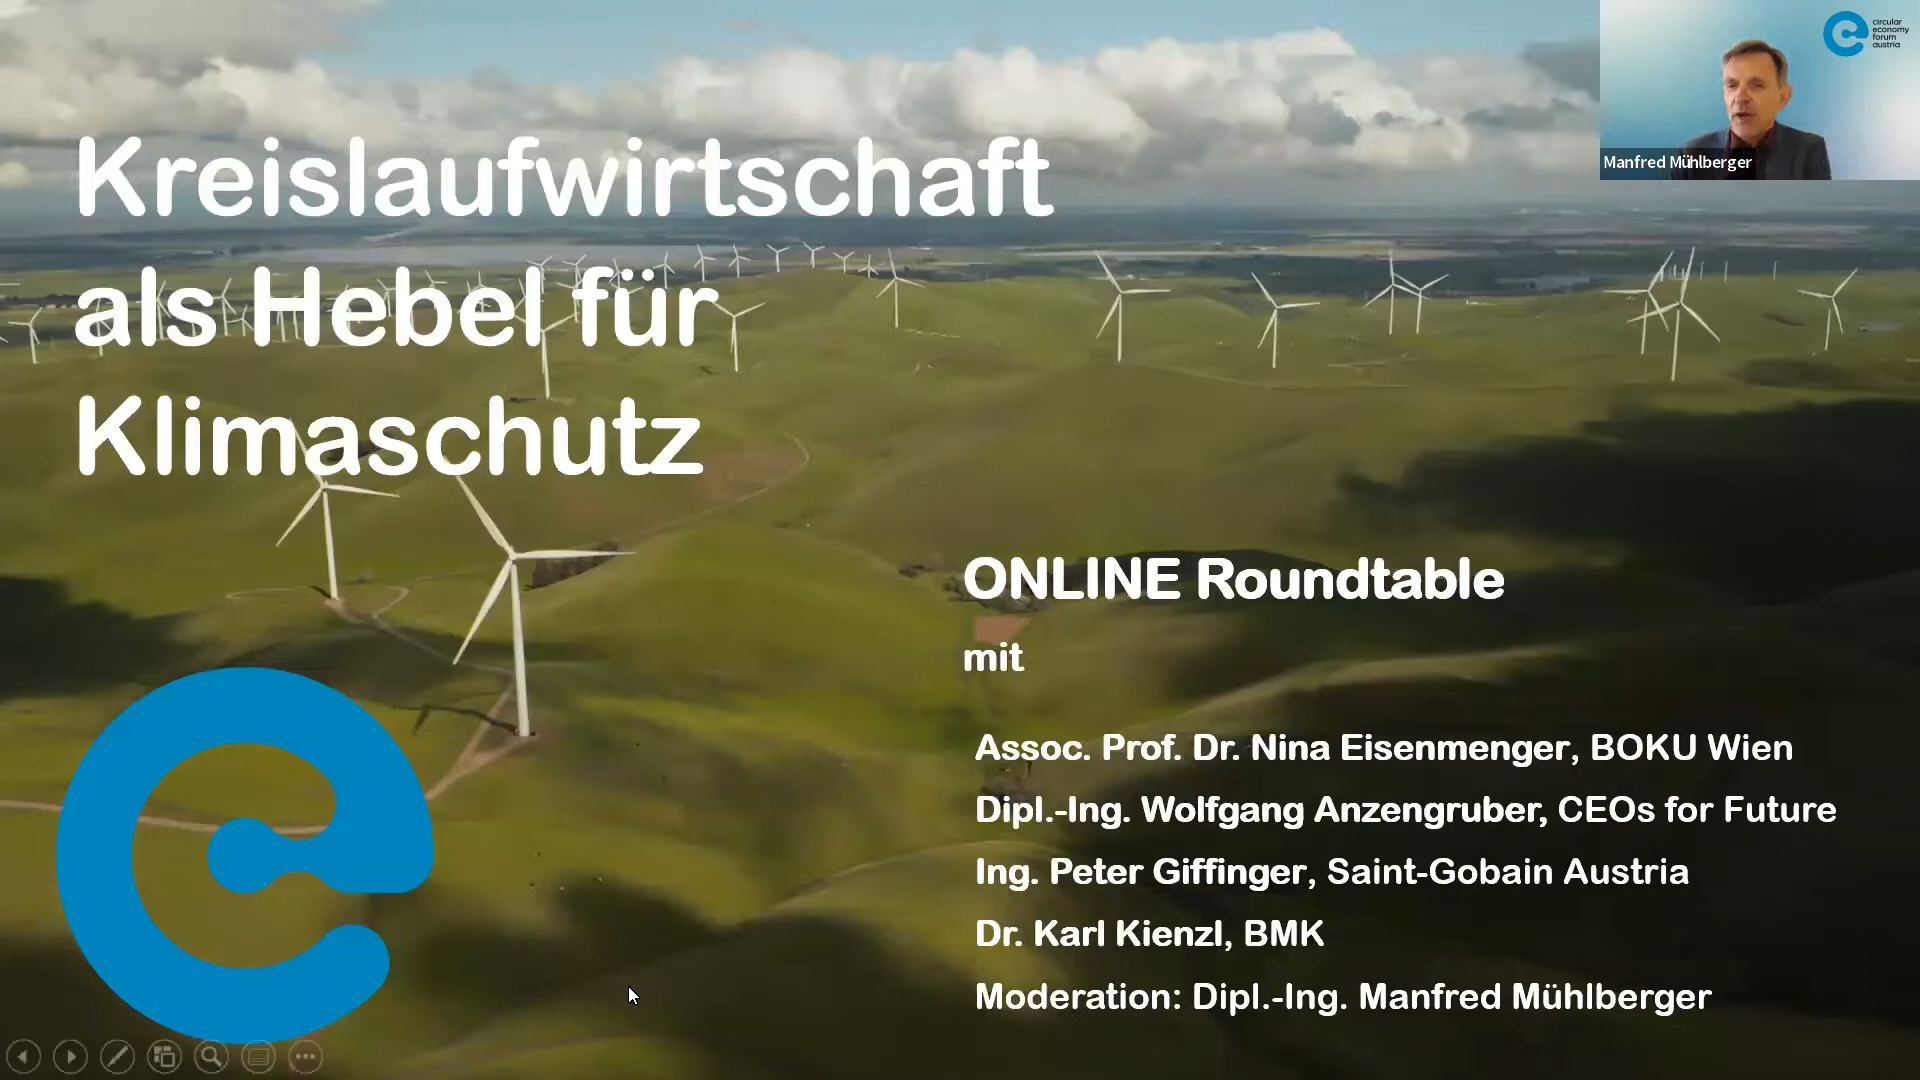 Kreislaufwirtschaft
als Hebel für
Klimaschutz
circular
economy
forum
austria
Manfred Mühlberger
ONLINE Roundtable
mit
Assoc. Prof. Dr. Nina Eisenmenger, BOKU Wien
Dipl.-Ing. Wolfgang Anzengruber, CEOs for Future
Ing. Peter Giffinger, Saint-Gobain Austria
Dr. Karl Kienzl, BMK
Moderation: Dipl.-Ing. Manfred Mühlberger